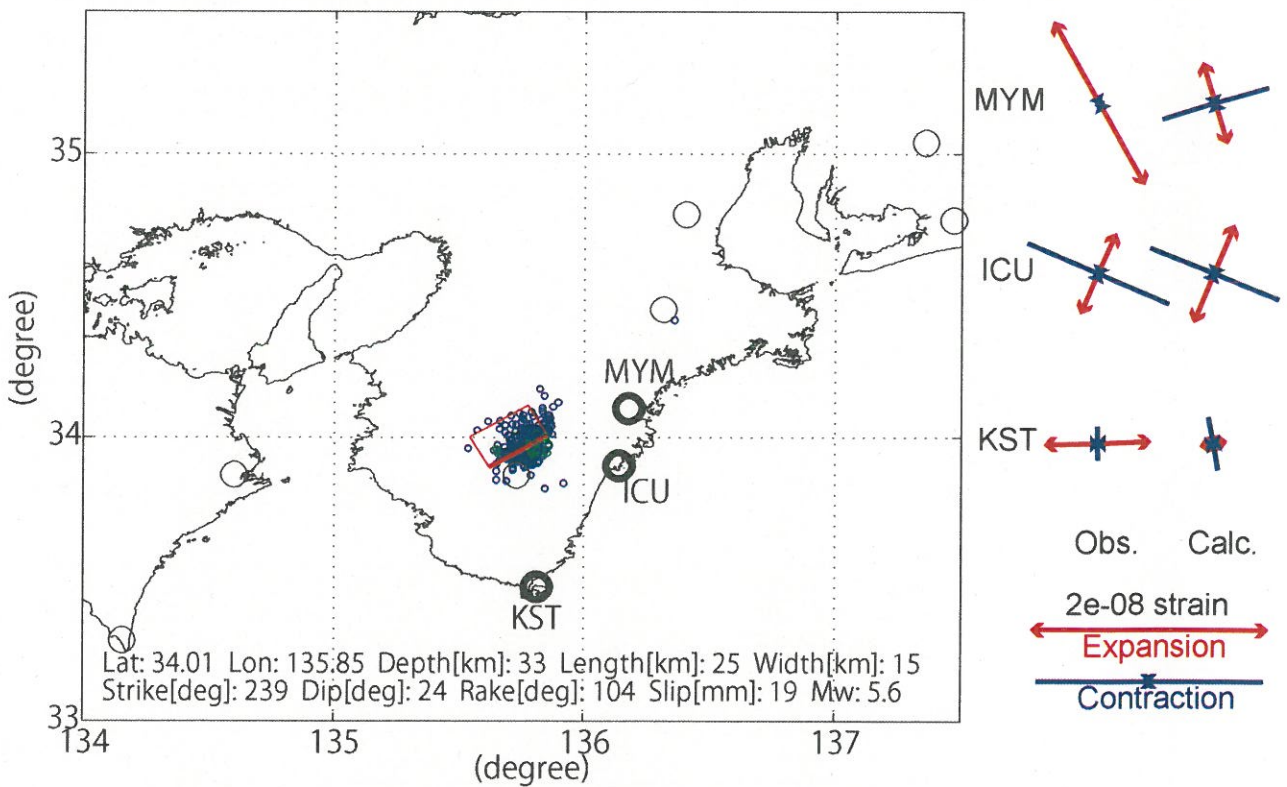 35
34
33
134
135
136
137
(degree)
(degree)
MYM
ICU
KST
Lat: 34.01 Lon: 135.85 Depth[km]: 33 Length[km]: 25 Width[km]: 15
Strike[deg]: 239 Dip[deg]: 24 Rake[deg]: 104 Slip[mm]: 19 Mw: 5.6
MYM
ICU
KST
Obs. Calc.
2e-08 strain
Expansion
Contraction